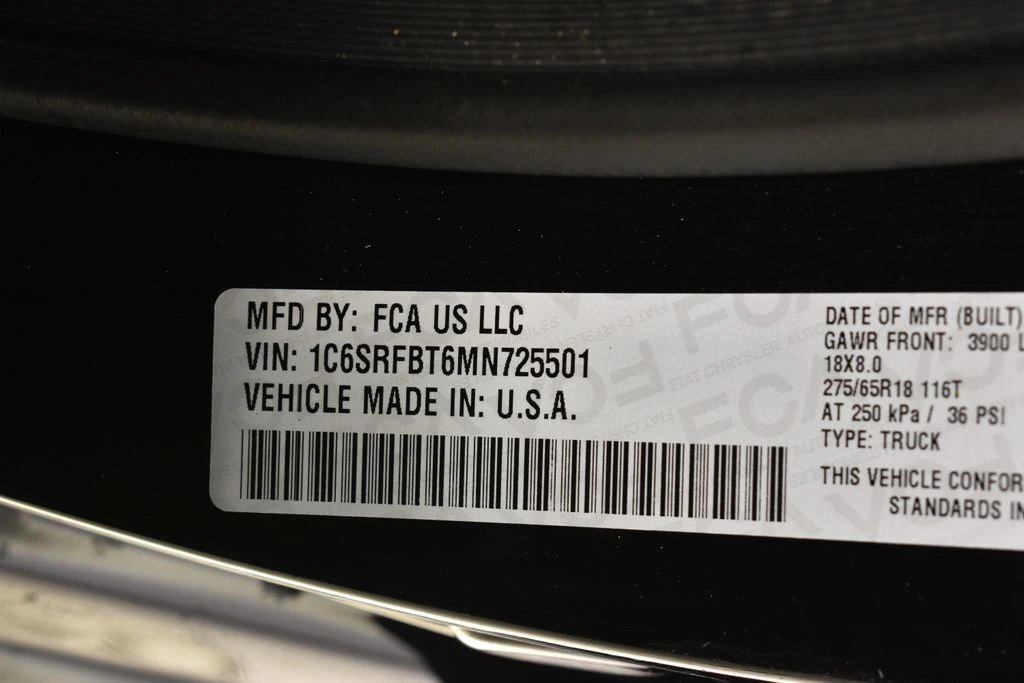 MFD BY: FCA US LLC
VIN: 1C6SRFBT6MN725501
VEHICLE MADE IN: U.S.A.
DATE OF MFR (BUILT)
GAWR FRONT: 3900 L
18X8.0
275/65R18 116T
AT 250 kPa / 36 PSI
TYPE: TRUCK
THIS VEHICLE CONFOR
STANDARDS IN